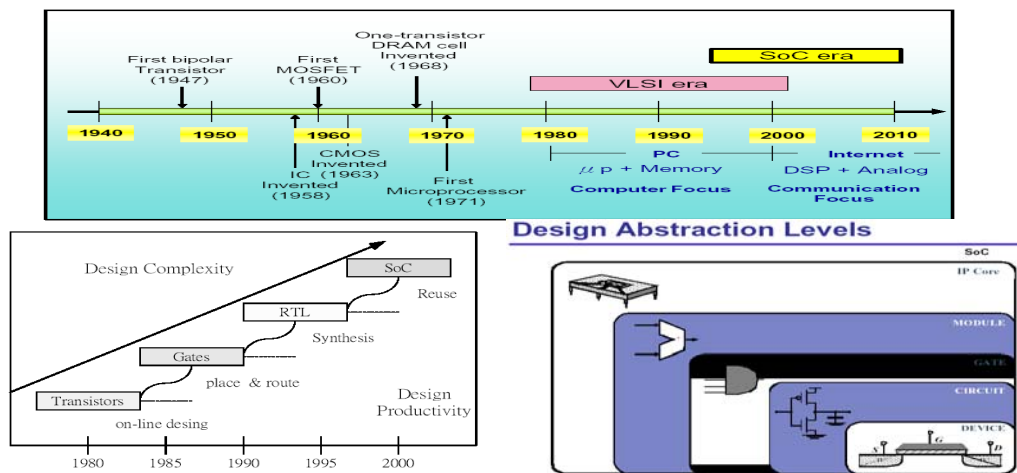 First bipolar
Transistor
(1947)
First
MOSFET
(1960)
One-transistor
DRAM cell
Invented
(1968)
SoC era
VLSI era
1940
1950
1960
1970
1980
1990
2000
2010
IC
Invented
(1958)
CMOS
Invented
(1963)
First
Microprocessor
(1971)
PC
μp + Memory
Computer Focus
Internet
DSP + Analog
Communication
Focus
Design Complexity
SoC
Reuse
RTL
Synthesis
Gates
place & route
Transistors
on-line desing
Design
Productivity
1980
1985
1990
1995
2000
Design Abstraction Levels
SoC
IP Core
MODULE
GATE
CIRCUIT
DEVICE
S
G
D